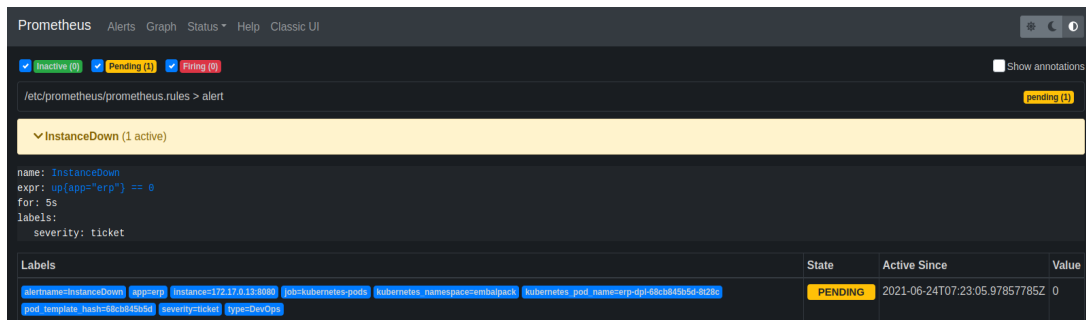 Prometheus Alerts Graph Status Help Classic UI
Inactive (0) Pending (1) Firing (0) Show annotations
/etc/prometheus/prometheus.rules > alert pending (1)
InstanceDown (1 active)
name: InstanceDown
expr: up{app="erp"} == 0
for: 5s
labels:
severity: ticket
Labels State Active Since Value
alertname=InstanceDown app=erp instance=172.17.0.13:8080 job=kubernetes-pods kubernetes_namespace=embalpack kubernetes_pod_name=erp-dpl-68cb845b5d-8t28c PENDING 2021-06-24T07:23:05.97857785Z 0
pod_template_hash=68cb845b5d severity=ticket type=DevOps